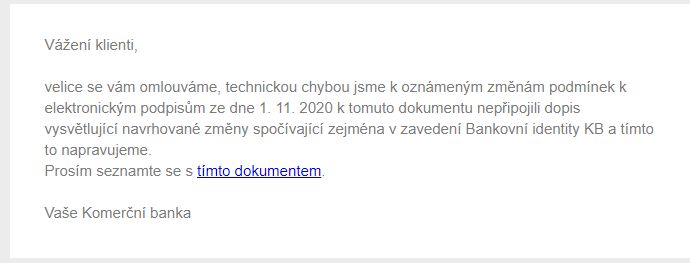 Vážení klienti,
velice se vám omlouváme, technickou chybou jsme k oznámeným změnám podmínek k
elektronickým podpisům ze dne 1. 11. 2020 k tomuto dokumentu nepřipojili dopis
vysvětlující navrhované změny spočívající zejména v zavedení Bankovní identity KB a tímto
to napravujeme.
Prosím seznamte se s tímto dokumentem.
Vaše Komerční banka